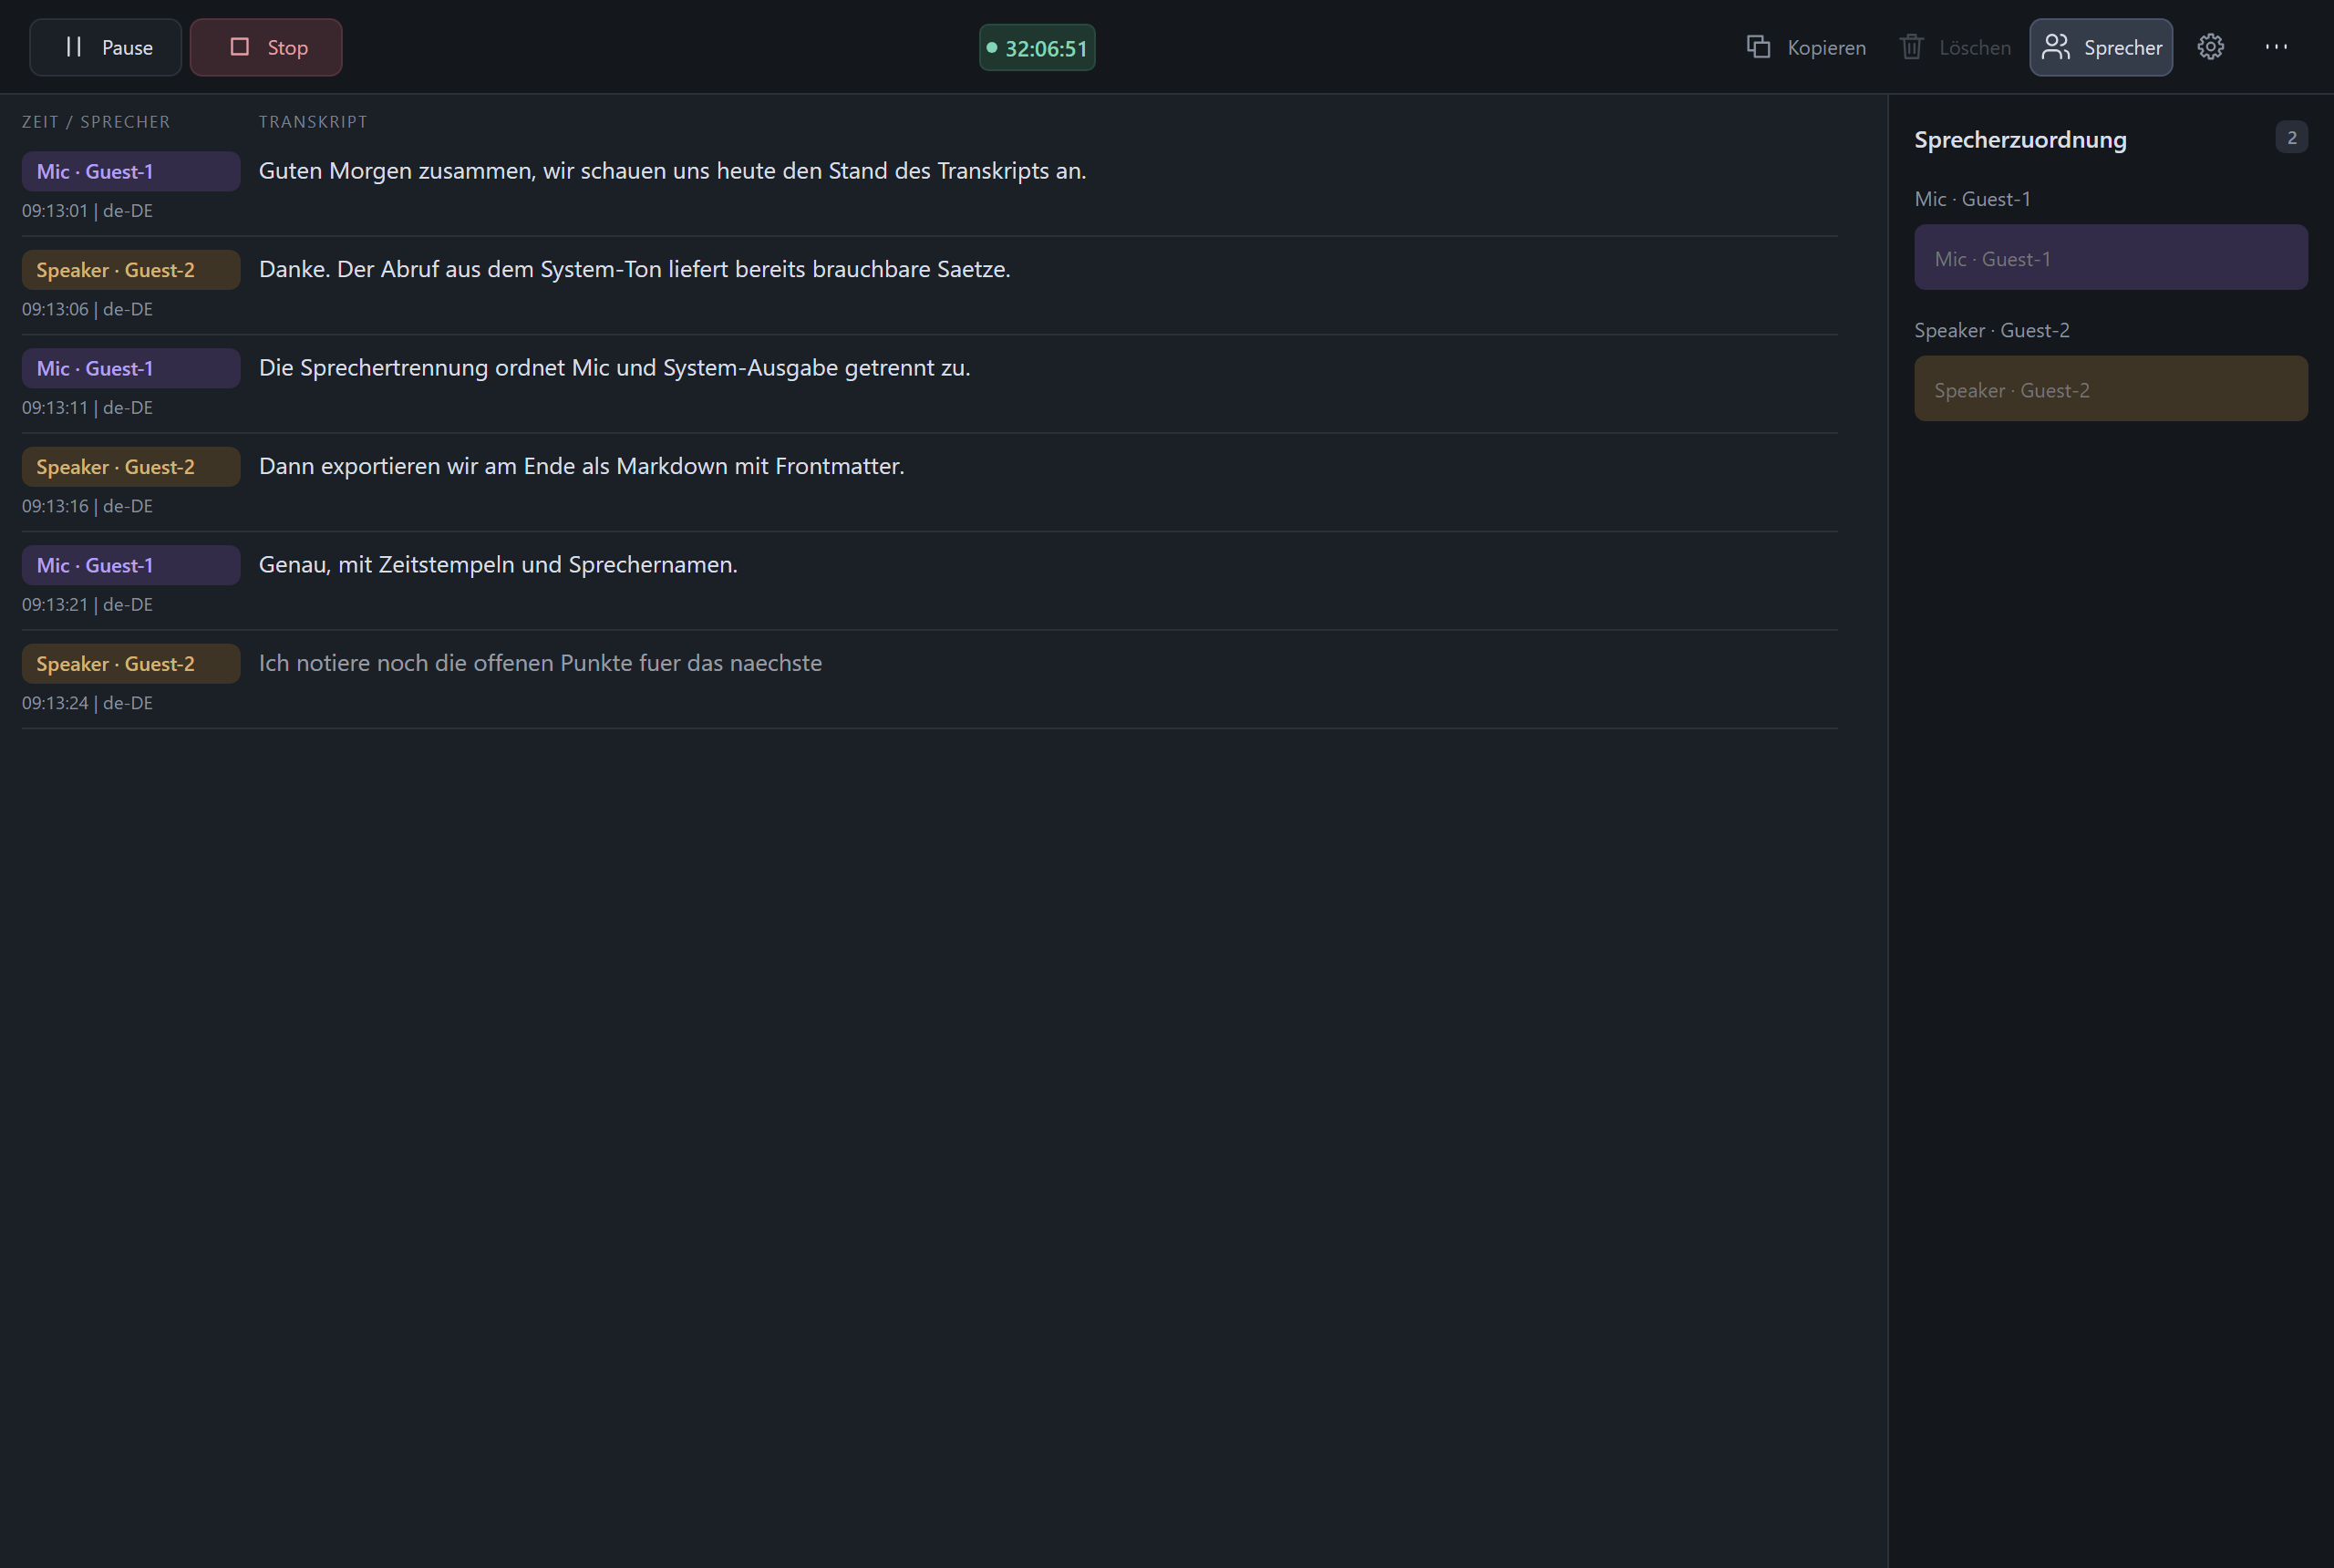 Pause
Stop
32:06:51
Kopieren
Löschen
Sprecher
ZEIT / SPRECHER
TRANSKRIPT
Mic · Guest-1
Guten Morgen zusammen, wir schauen uns heute den Stand des Transkripts an.
09:13:01 | de-DE
Speaker · Guest-2
Danke. Der Abruf aus dem System-Ton liefert bereits brauchbare Saetze.
09:13:06 | de-DE
Mic · Guest-1
Die Sprechertrennung ordnet Mic und System-Ausgabe getrennt zu.
09:13:11 | de-DE
Speaker · Guest-2
Dann exportieren wir am Ende als Markdown mit Frontmatter.
09:13:16 | de-DE
Mic · Guest-1
Genau, mit Zeitstempeln und Sprechernamen.
09:13:21 | de-DE
Speaker · Guest-2
Ich notiere noch die offenen Punkte fuer das naechste
09:13:24 | de-DE
Sprecherzuordnung
2
Mic · Guest-1
Mic · Guest-1
Speaker · Guest-2
Speaker · Guest-2